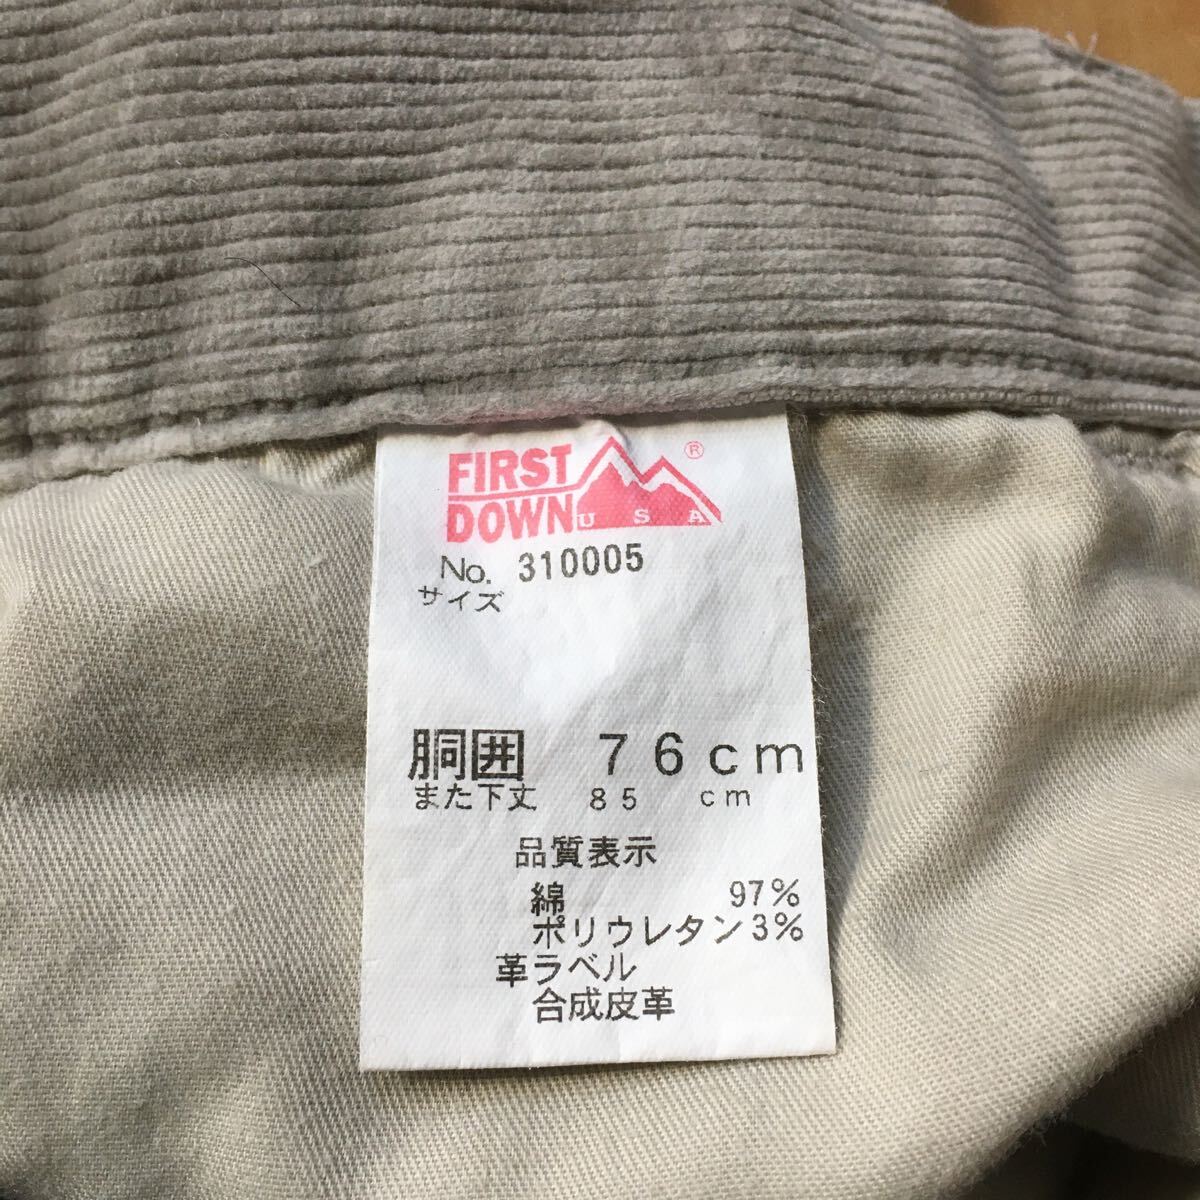 FIRST
DOWN USA ®
No. 310005
サイズ
胴囲 76cm
また下丈 85 cm
品質表示
綿 97%
ポリウレタン3%
革ラベル
合成皮革